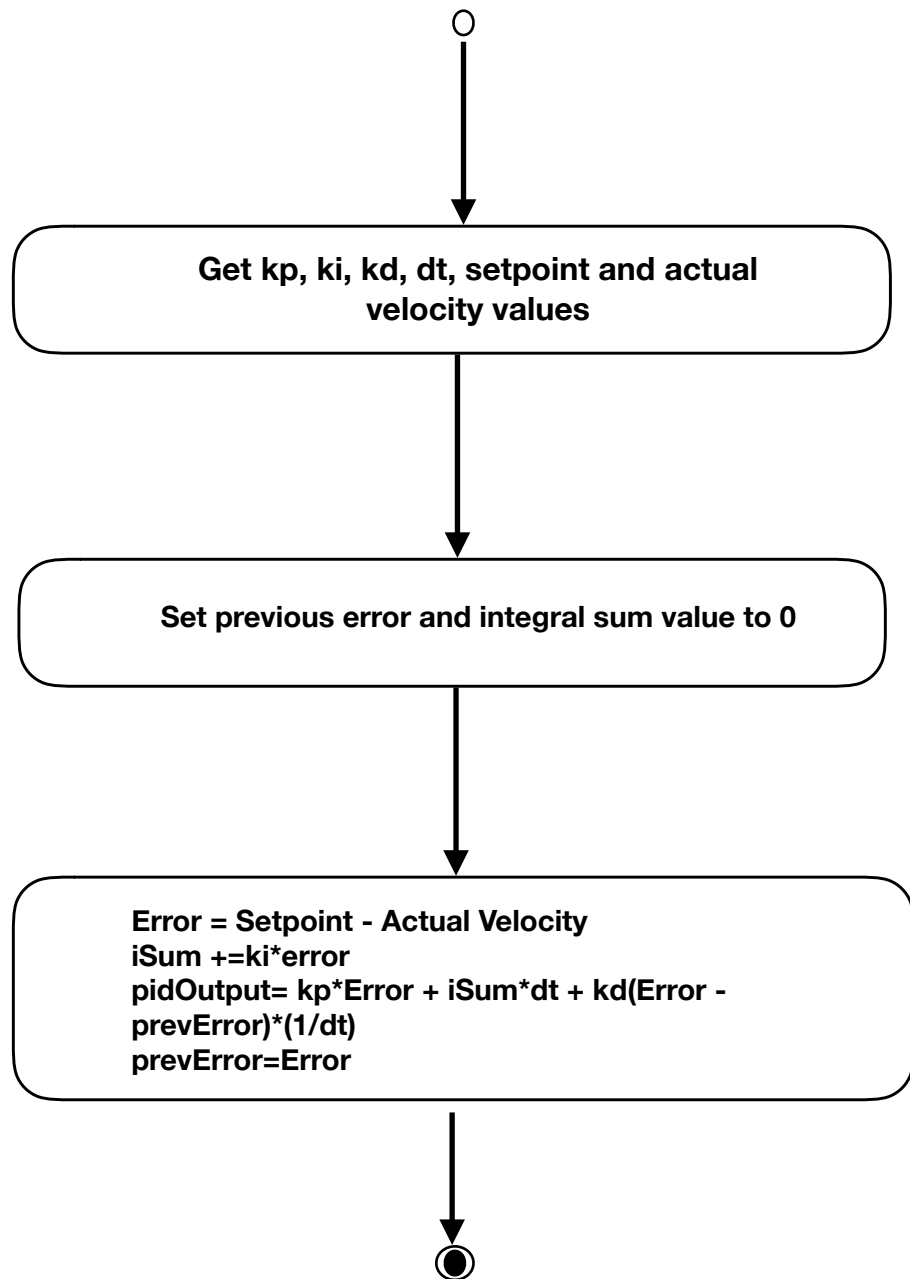 Get kp, ki, kd, dt, setpoint and actual
velocity values
Set previous error and integral sum value to 0
Error = Setpoint - Actual Velocity
iSum +=ki*error
pidOutput= kp*Error + iSum*dt + kd(Error -
prevError)*(1/dt)
prevError=Error